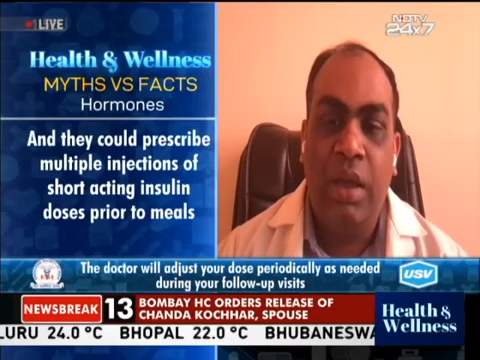 LIVE
NDTV
24x7
Health & Wellness
MYTHS VS FACTS
Hormones
And they could prescribe
multiple injections of
short acting insulin
doses prior to meals
The doctor will adjust your dose periodically as needed
during your follow-up visits
USV
NEWSBREAK 13 BOMBAY HC ORDERS RELEASE OF
CHANDA KOCHHAR, SPOUSE
Health &
Wellness
LURU 24.0 °C BHOPAL 22.0 °C BHUBANESWA